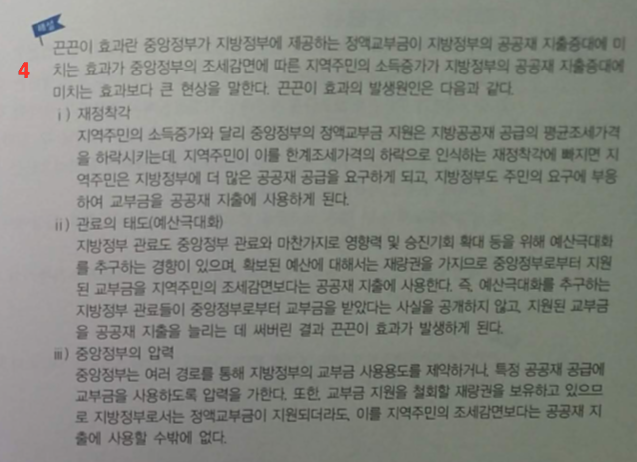 해설
끈끈이 효과란 중앙정부가 지방정부에 제공하는 정액교부금이 지방정부의 공공재 지출증대에 미
4 치는 효과가 중앙정부의 조세감면에 따른 지역주민의 소득증가가 지방정부의 공공재 지출증대에
미치는 효과보다 큰 현상을 말한다. 끈끈이 효과의 발생원인은 다음과 같다.
ⅰ) 재정착각
지역주민의 소득증가와 달리 중앙정부의 정액교부금 지원은 지방공공재 공급의 평균조세가격
을 하락시키는데, 지역주민이 이를 한계조세가격의 하락으로 인식하는 재정착각에 빠지면 지
역주민은 지방정부에 더 많은 공공재 공급을 요구하게 되고, 지방정부도 주민의 요구에 부응
하여 교부금을 공공재 지출에 사용하게 된다.
ⅱ) 관료의 태도(예산극대화)
지방정부 관료도 중앙정부 관료와 마찬가지로 영향력 및 승진기회 확대 등을 위해 예산극대화
를 추구하는 경향이 있으며, 확보된 예산에 대해서는 재량권을 가지므로 중앙정부로부터 지원
된 교부금을 지역주민의 조세감면보다는 공공재 지출에 사용한다. 즉, 예산극대화를 추구하는
지방정부 관료들이 중앙정부로부터 교부금을 받았다는 사실을 공개하지 않고, 지원된 교부금
을 공공재 지출을 늘리는 데 써버린 결과 끈끈이 효과가 발생하게 된다.
ⅲ) 중앙정부의 압력
중앙정부는 여러 경로를 통해 지방정부의 교부금 사용용도를 제약하거나, 특정 공공재 공급에
교부금을 사용하도록 압력을 가한다. 또한, 교부금 지원을 철회할 재량권을 보유하고 있으므
로 지방정부로서는 정액교부금이 지원되더라도, 이를 지역주민의 조세감면보다는 공공재 지
출에 사용할 수밖에 없다.